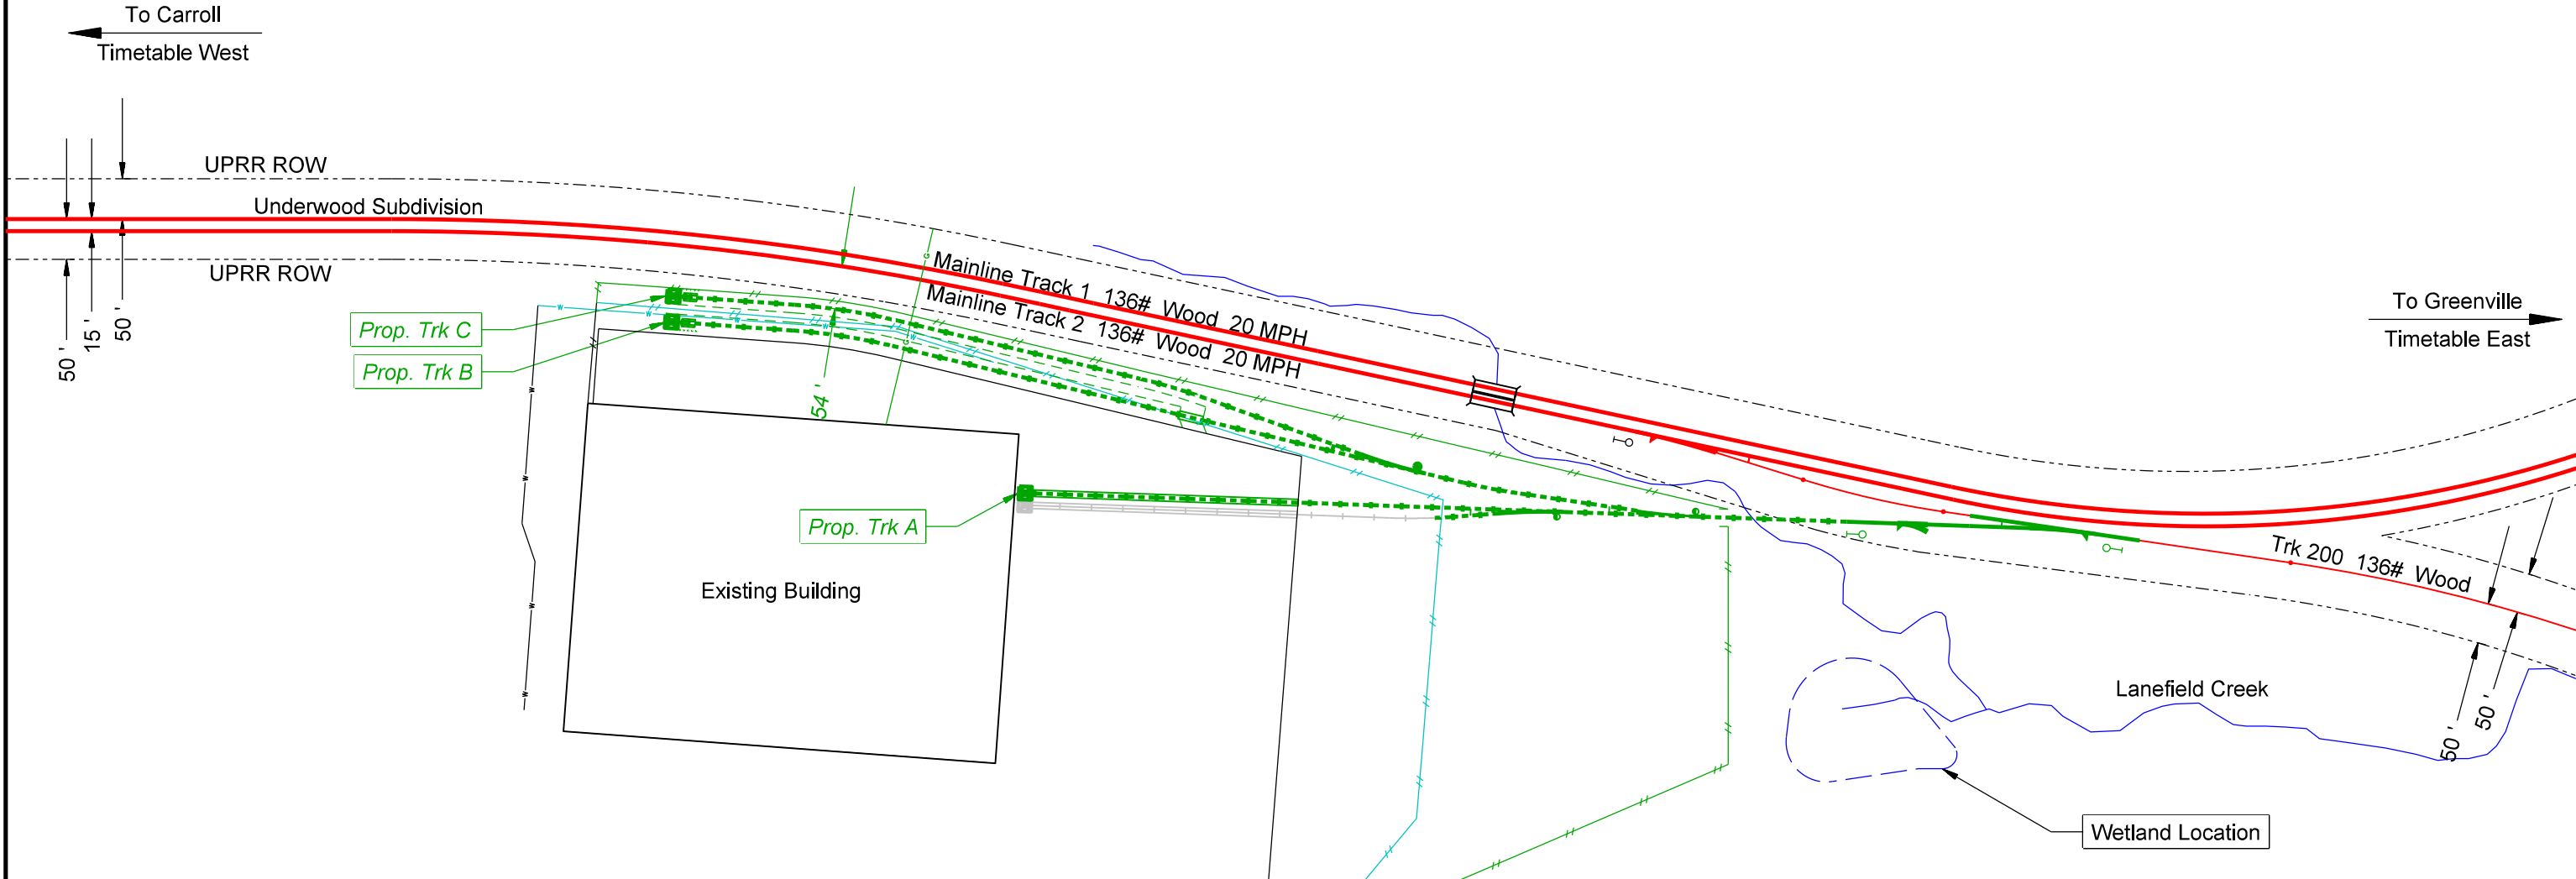 To Carroll
Timetable West
UPRR ROW
Underwood Subdivision
UPRR ROW
50 '
15 '
50 '
Mainline Track 1 136# Wood 20 MPH
Mainline Track 2 136# Wood 20 MPH
To Greenville
Timetable East
Prop. Trk C
Prop. Trk B
54 '
Prop. Trk A
Existing Building
Trk 200 136# Wood
Lanefield Creek
50 '
50 '
Wetland Location
W
W
W
W
W
W
W
W
G
G